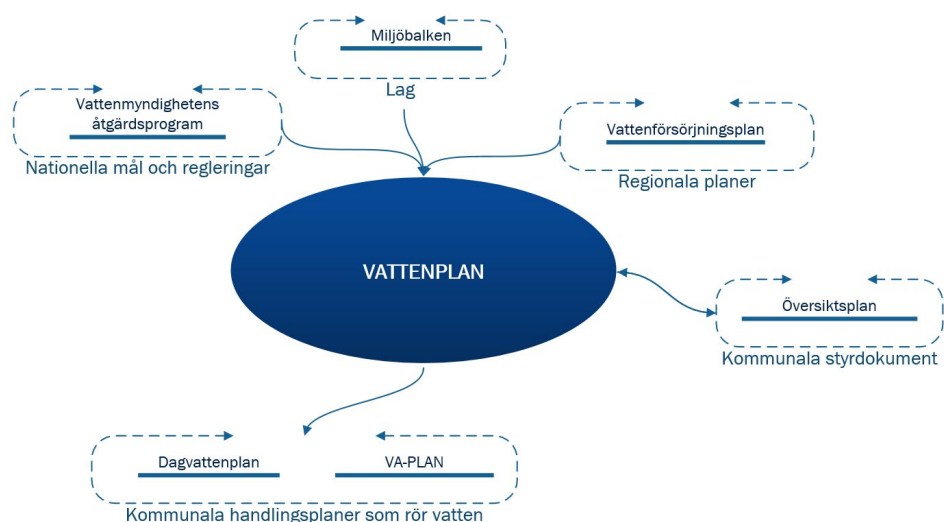 Miljöbalken
Lag
Vattenmyndighetens
åtgärdsprogram
Nationella mål och regleringar
Vattenförsörjningsplan
Regionala planer
VATTENPLAN
Översiktsplan
Kommunala styrdokument
Dagvattenplan
VA-PLAN
Kommunala handlingsplaner som rör vatten